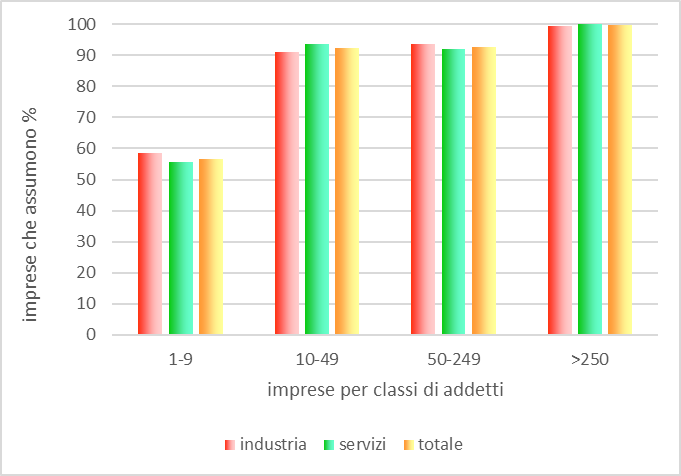 100
90
80
70
60
50
40
30
20
10
0
imprese che assumono %
1-9 10-49 50-249 >250
imprese per classi di addetti
industria servizi totale